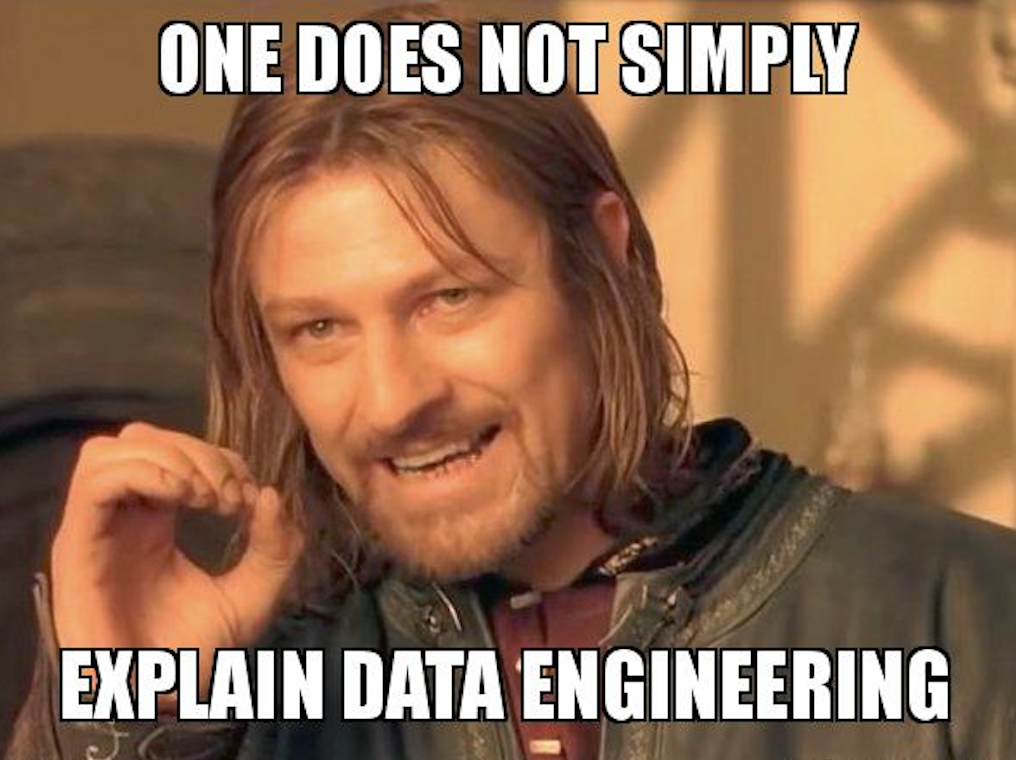 ONE DOES NOT SIMPLY
EXPLAIN DATA ENGINEERING